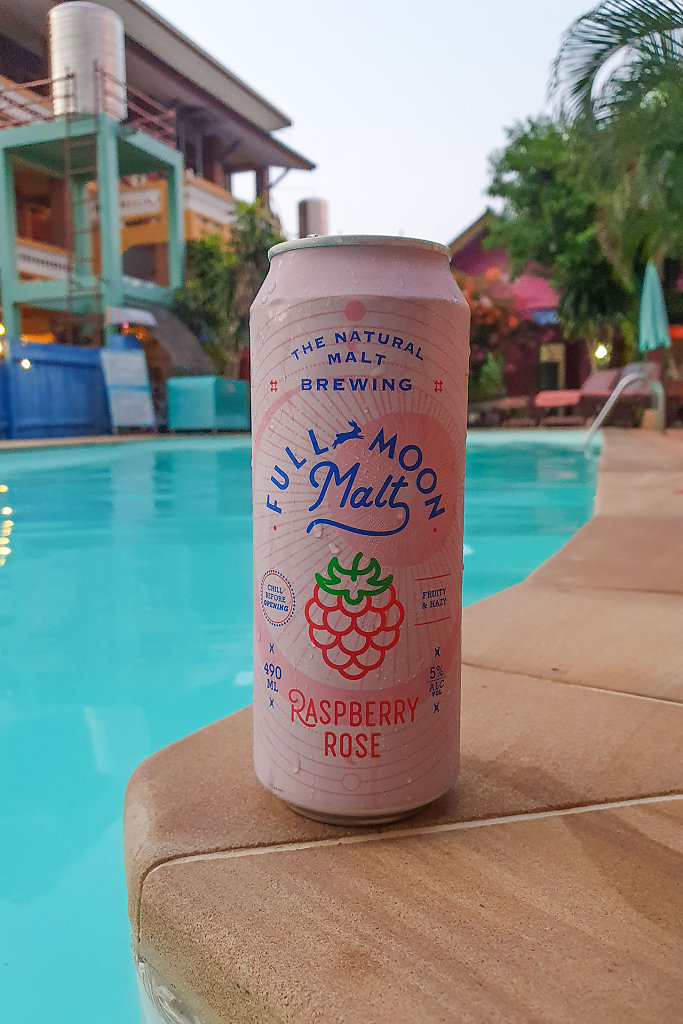 THE NATURAL
MALT
BREWING
FULL MOON
Malt
CHILL
BEFORE
OPENING
FRUITY
& HAZY
490
ML
5%
ALC
VOL
RASPBERRY
ROSE